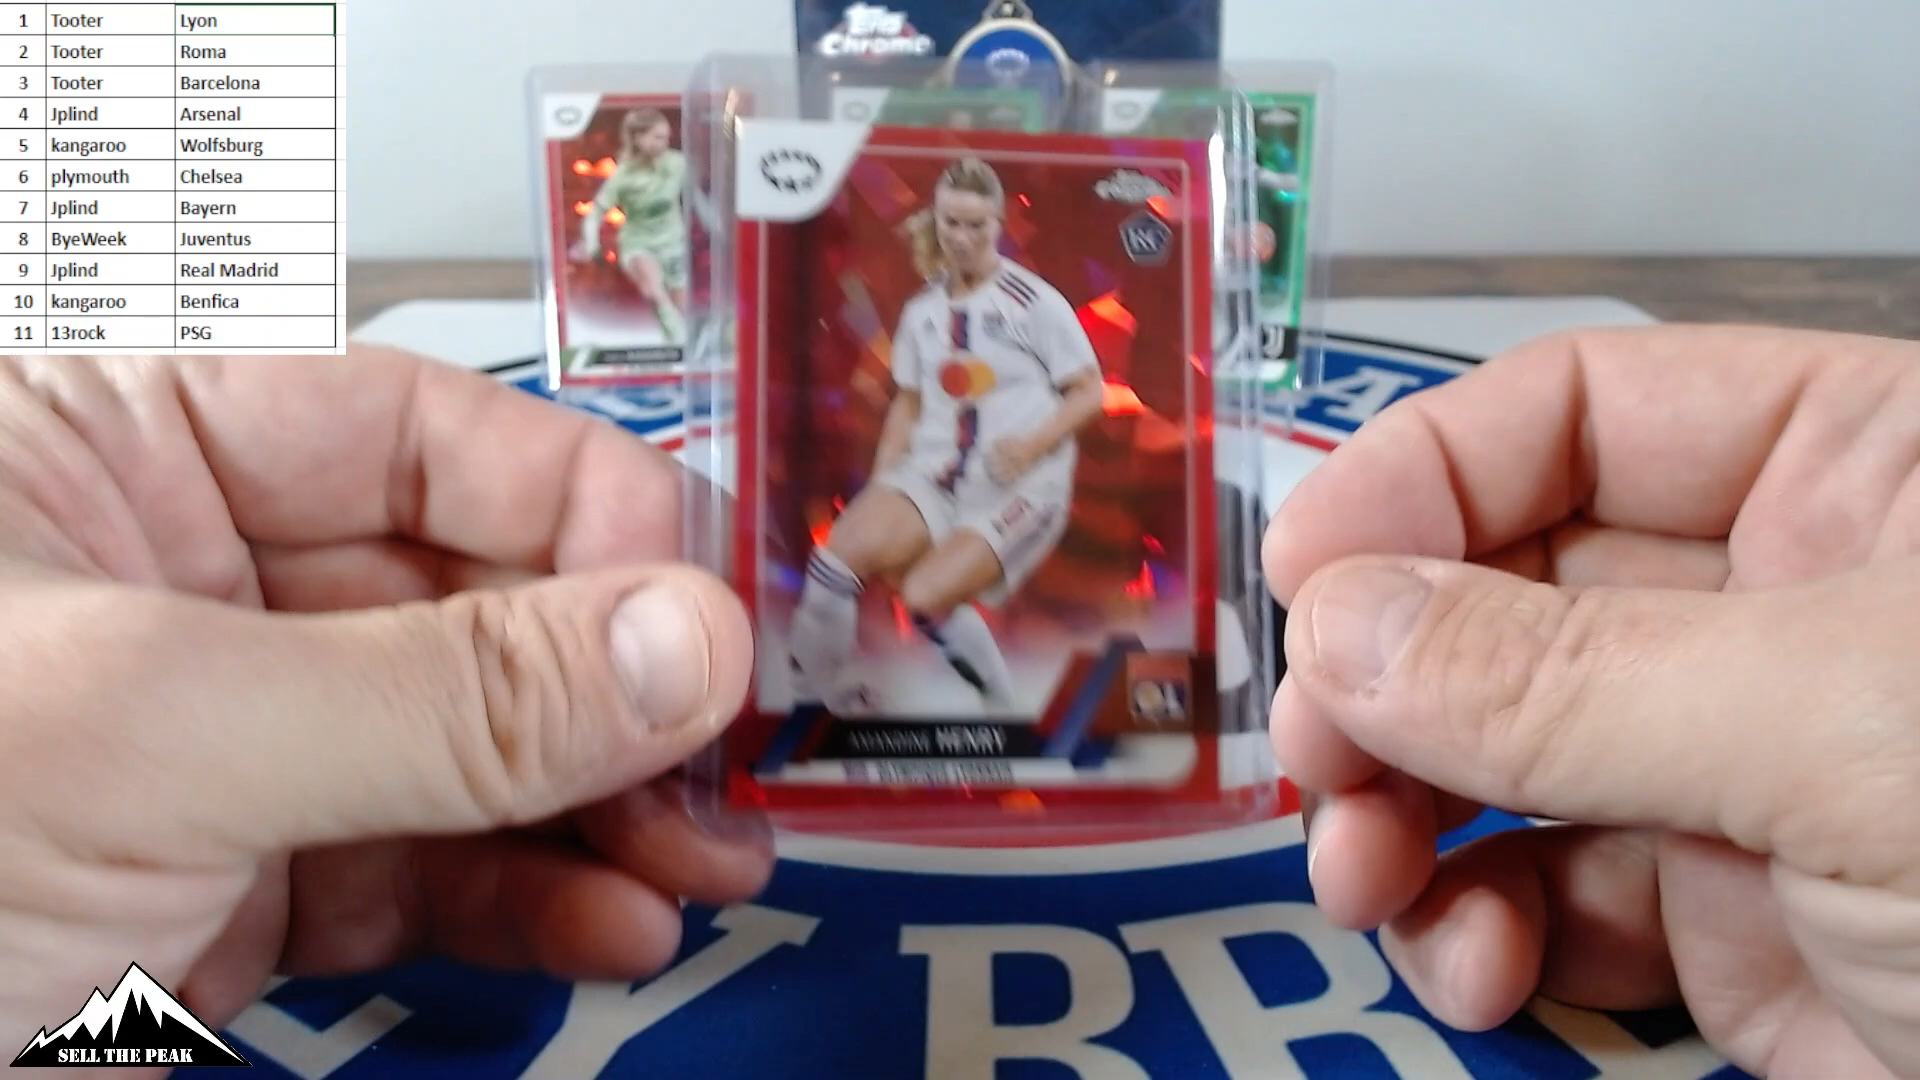 1 Tooter Lyon
2 Tooter Roma
3 Tooter Barcelona
4 Jplind Arsenal
5 kangaroo Wolfsburg
6 plymouth Chelsea
7 Jplind Bayern
8 ByeWeek Juventus
9 Jplind Real Madrid
10 kangaroo Benfica
11 13rock PSG
Topps
Chrome
RC
AMANDINE HENRY
SELL THE PEAK